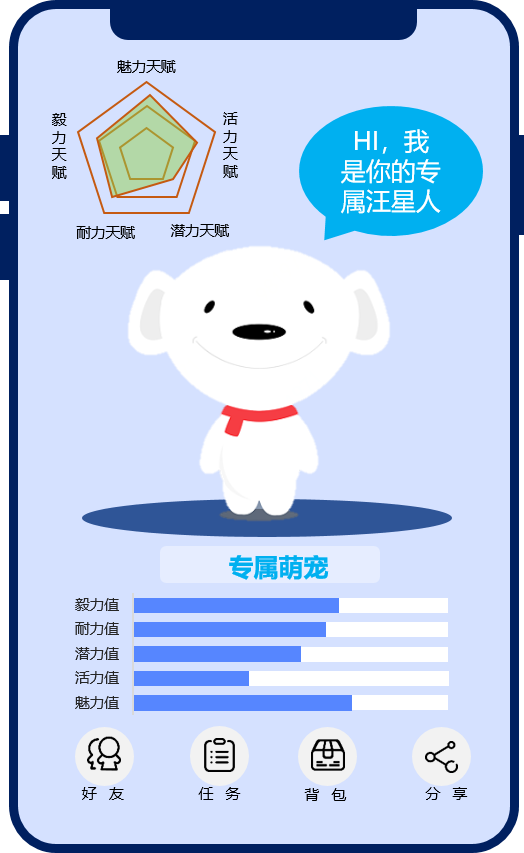 魅力天赋
毅力天赋
活力天赋
耐力天赋
潜力天赋
HI，我
是你的专
属汪星人
专属萌宠
毅力值
耐力值
潜力值
活力值
魅力值
好 友
任 务
背 包
分 享